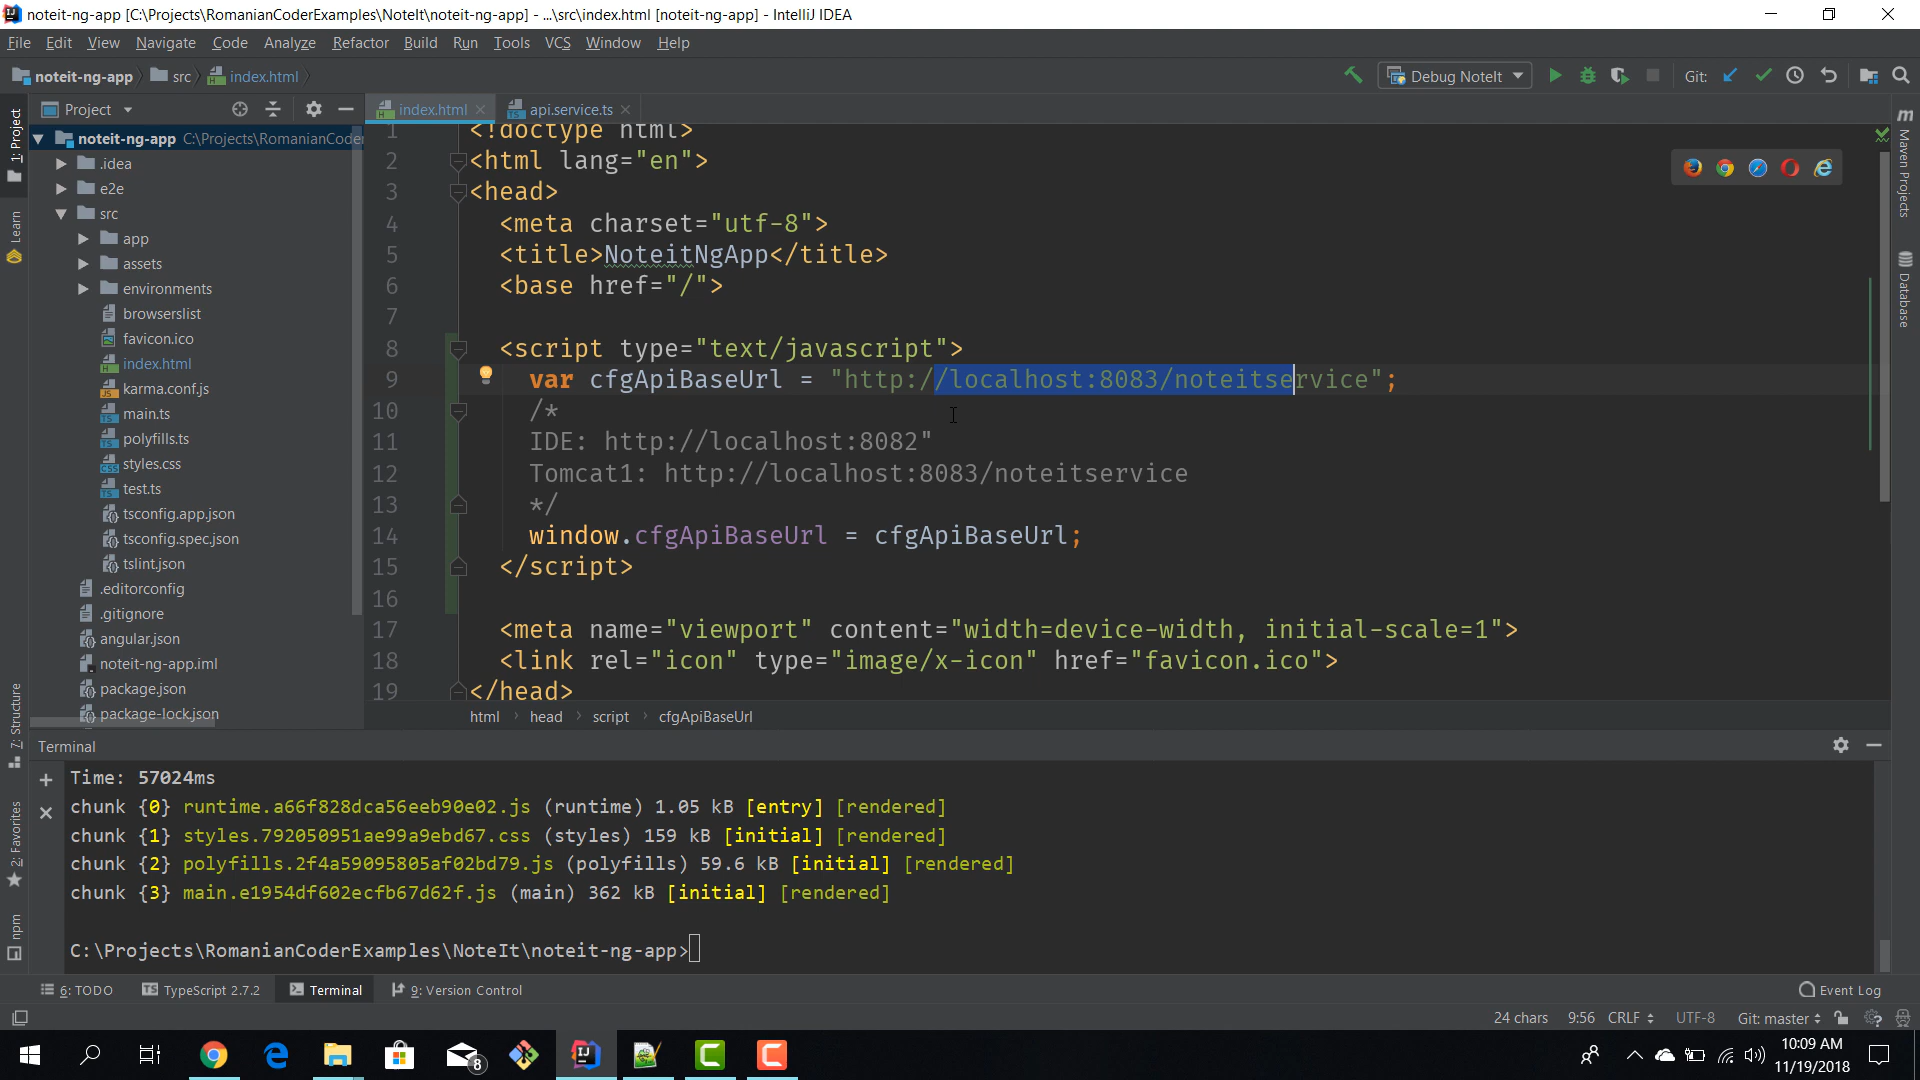 noteit-ng-app [C:\Projects\RomanianCoderExamples\NoteIt\noteit-ng-app] - ...\src\index.html [noteit-ng-app] - IntelliJ IDEA
File Edit View Navigate Code Analyze Refactor Build Run Tools VCS Window Help
noteit-ng-app src index.html Debug NoteIt Git:
Project index.html api.service.ts
1: Project
Learn
7: Structure
2: Favorites
npm
noteit-ng-app C:\Projects\RomanianCoder
.idea
e2e
src
app
assets
environments
browserslist
favicon.ico
index.html
karma.conf.js
main.ts
polyfills.ts
styles.css
test.ts
tsconfig.app.json
tsconfig.spec.json
tslint.json
.editorconfig
.gitignore
angular.json
noteit-ng-app.iml
package.json
package-lock.json
1 <!doctype html>
2 <html lang="en">
3 <head>
4 <meta charset="utf-8">
5 <title>NoteitNgApp</title>
6 <base href="/">
7
8 <script type="text/javascript">
9 var cfgApiBaseUrl = "http://localhost:8083/noteitservice";
10 /*
11 IDE: http://localhost:8082"
12 Tomcat1: http://localhost:8083/noteitservice
13 */
14 window.cfgApiBaseUrl = cfgApiBaseUrl;
15 </script>
16
17 <meta name="viewport" content="width=device-width, initial-scale=1">
18 <link rel="icon" type="image/x-icon" href="favicon.ico">
19 </head>
html head script cfgApiBaseUrl
Maven Projects
Database
Terminal
Time: 57024ms
chunk {0} runtime.a66f828dca56eeb90e02.js (runtime) 1.05 kB [entry] [rendered]
chunk {1} styles.792050951ae99a9ebd67.css (styles) 159 kB [initial] [rendered]
chunk {2} polyfills.2f4a59095805af02bd79.js (polyfills) 59.6 kB [initial] [rendered]
chunk {3} main.e1954df602ecfb67d62f.js (main) 362 kB [initial] [rendered]
C:\Projects\RomanianCoderExamples\NoteIt\noteit-ng-app>
6: TODO TypeScript 2.7.2 Terminal 9: Version Control Event Log
24 chars 9:56 CRLF UTF-8 Git: master
8
10:09 AM
11/19/2018